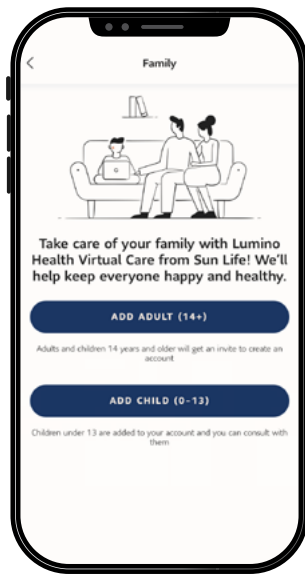 Family
Take care of your family with Lumino
Health Virtual Care from Sun Life! We'll
help keep everyone happy and healthy.
ADD ADULT (14+)
Adults and children 14 years and older will get an invite to create an
account
ADD CHILD (0-13)
Children under 13 are added to your account and you can consult with
them